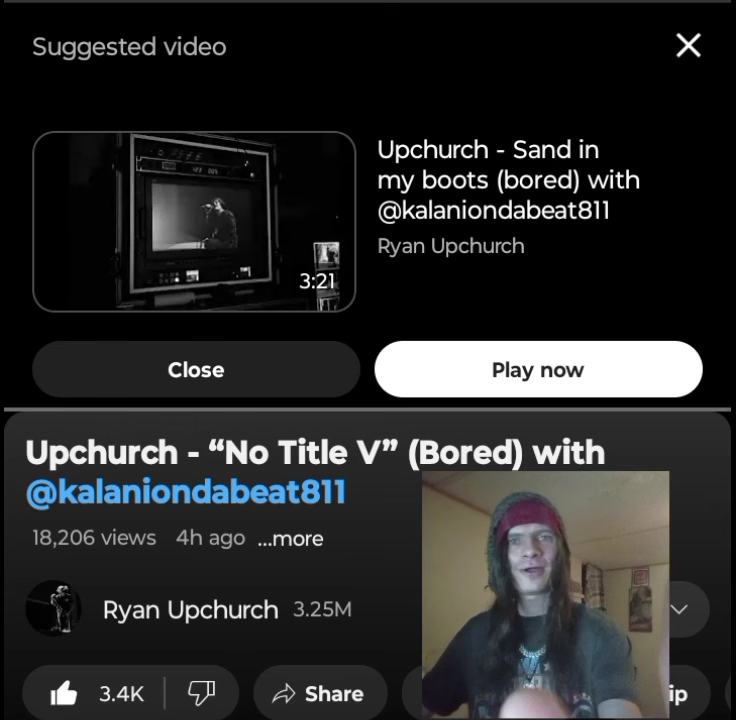 Suggested video
3:21
Upchurch - Sand in
my boots (bored) with
@kalaniondabeat811
Ryan Upchurch
Close
Play now
Upchurch - “No Title V” (Bored) with
@kalaniondabeat811
18,206 views 4h ago ...more
Ryan Upchurch 3.25M
3.4K
Share
ip